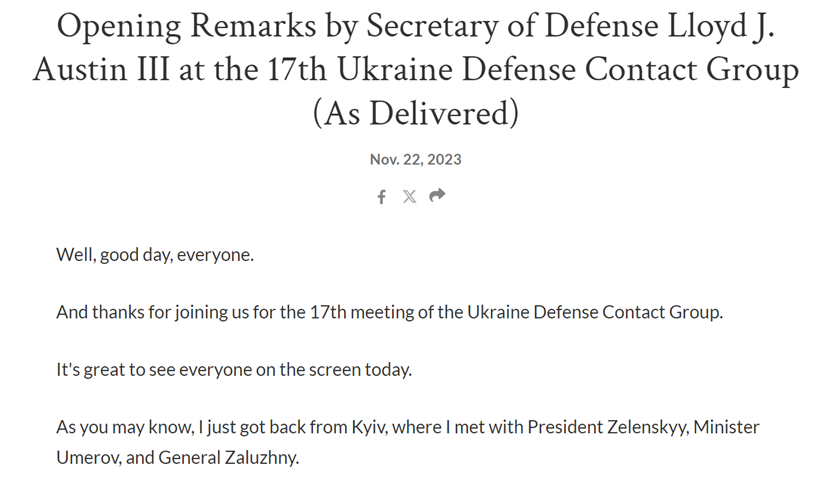 Opening Remarks by Secretary of Defense Lloyd J.
Austin III at the 17th Ukraine Defense Contact Group
(As Delivered)
Nov. 22, 2023
Well, good day, everyone.
And thanks for joining us for the 17th meeting of the Ukraine Defense Contact Group.
It's great to see everyone on the screen today.
As you may know, I just got back from Kyiv, where I met with President Zelenskyy, Minister
Umerov, and General Zaluzhny.